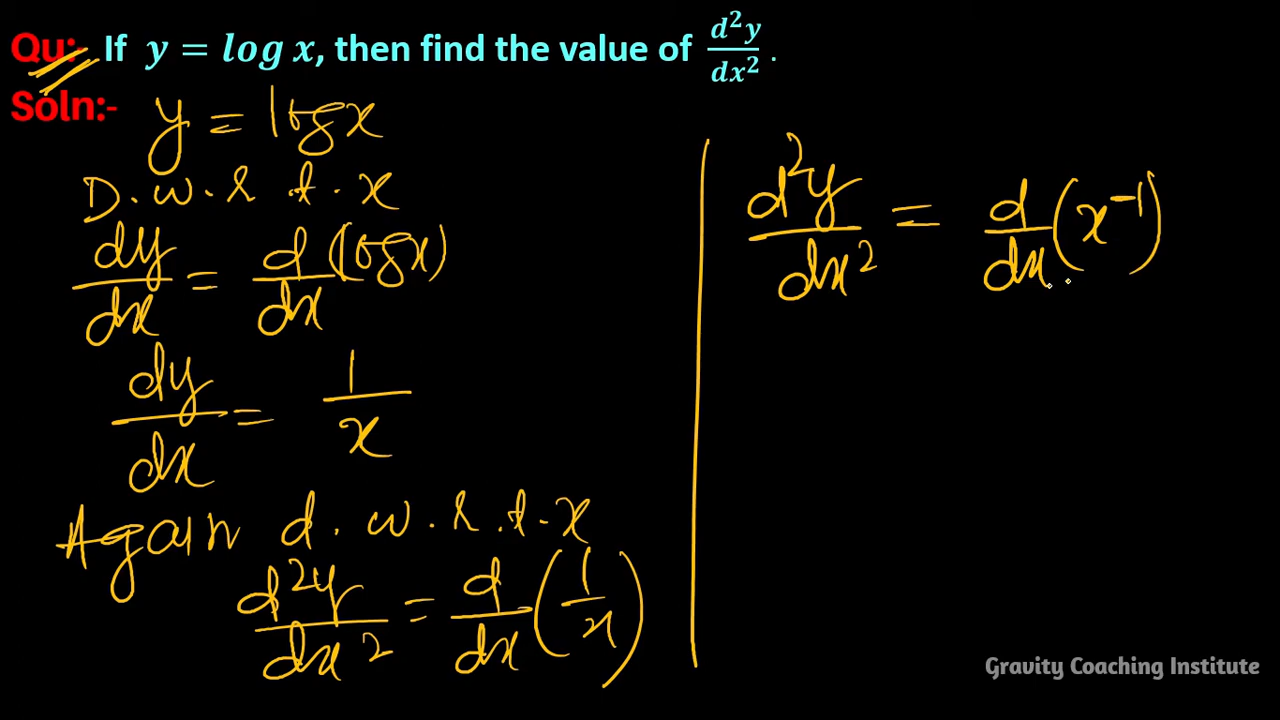 Qu:- If y = log x, then find the value of d²y/dx² .
Soln:- y = log x
D.w.r.t.x
dy/dx = d/dx (log x)
dy/dx = 1/x
Again d.w.r.t.x
d²y/dx² = d/dx (1/x)
d²y/dx² = d/dx (x⁻¹)
Gravity Coaching Institute